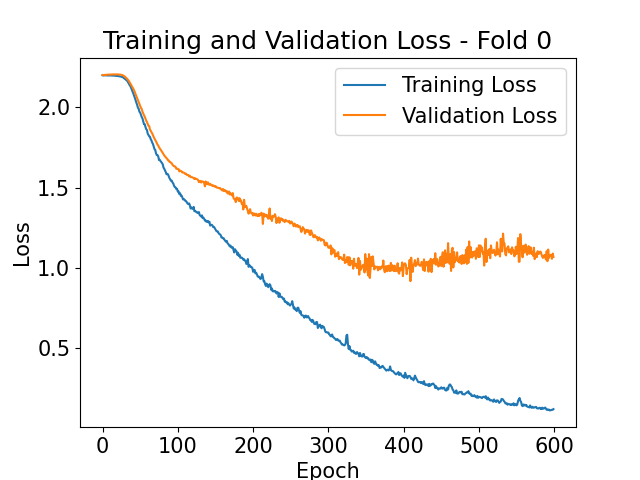 Training and Validation Loss - Fold 0
Training Loss
Validation Loss
Loss
2.0
1.5
1.0
0.5
0 100 200 300 400 500 600
Epoch